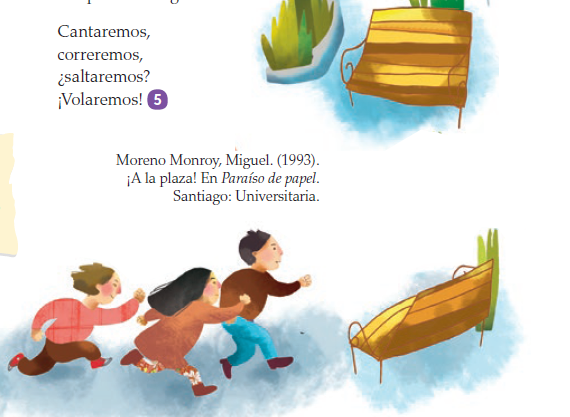 Cantaremos,
correremos,
¿saltaremos?
¡Volaremos! 5
Moreno Monroy, Miguel. (1993).
¡A la plaza! En Paraíso de papel.
Santiago: Universitaria.